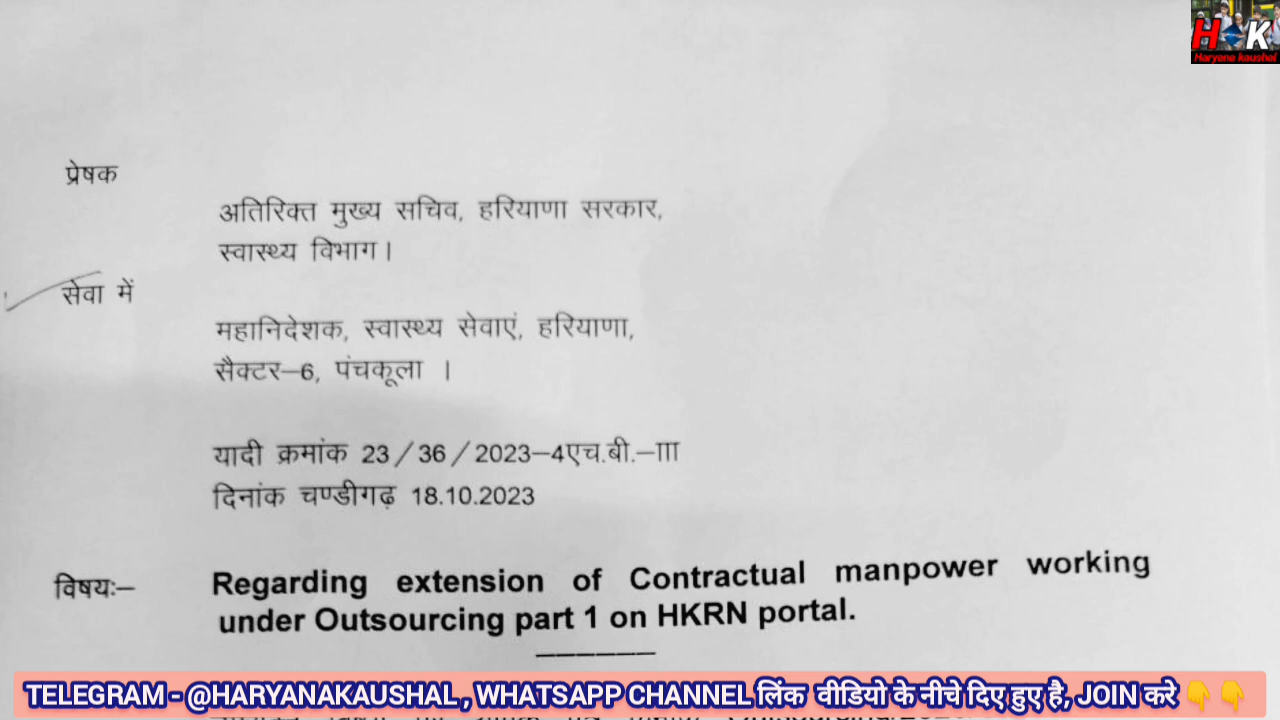 H K
Haryana kaushal
प्रेषक
अतिरिक्त मुख्य सचिव, हरियाणा सरकार,
स्वास्थ्य विभाग।
सेवा में
महानिदेशक, स्वास्थ्य सेवाएं, हरियाणा,
सैक्टर–6, पंचकूला ।
यादी क्रमांक 23/36/2023–4एच.बी.–III
दिनांक चण्डीगढ़ 18.10.2023
विषयः– Regarding extension of Contractual manpower working
under Outsourcing part 1 on HKRN portal.
TELEGRAM - @HARYANAKAUSHAL , WHATSAPP CHANNEL लिंक वीडियो के नीचे दिए हुए है, JOIN करे 👇👇